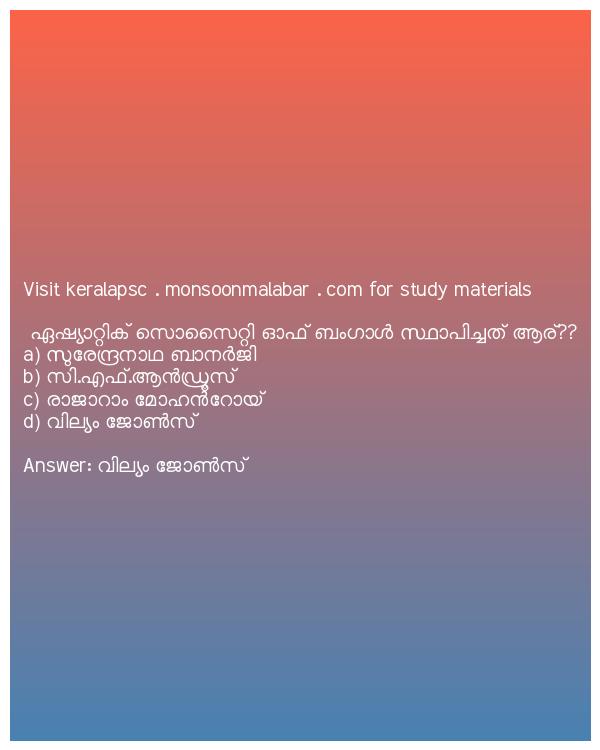 Visit keralapsc . monsoonmalabar . com for study materials
ഏഷ്യാറ്റിക് സൊസൈറ്റി ഓഫ് ബംഗാൾ സ്ഥാപിച്ചത് ആര്??
a) സുരേന്ദ്രനാഥ ബാനർജി
b) സി.എഫ്.ആൻഡ്രൂസ്
c) രാജാറാം മോഹൻറോയ്
d) വില്യം ജോൺസ്
Answer: വില്യം ജോൺസ്